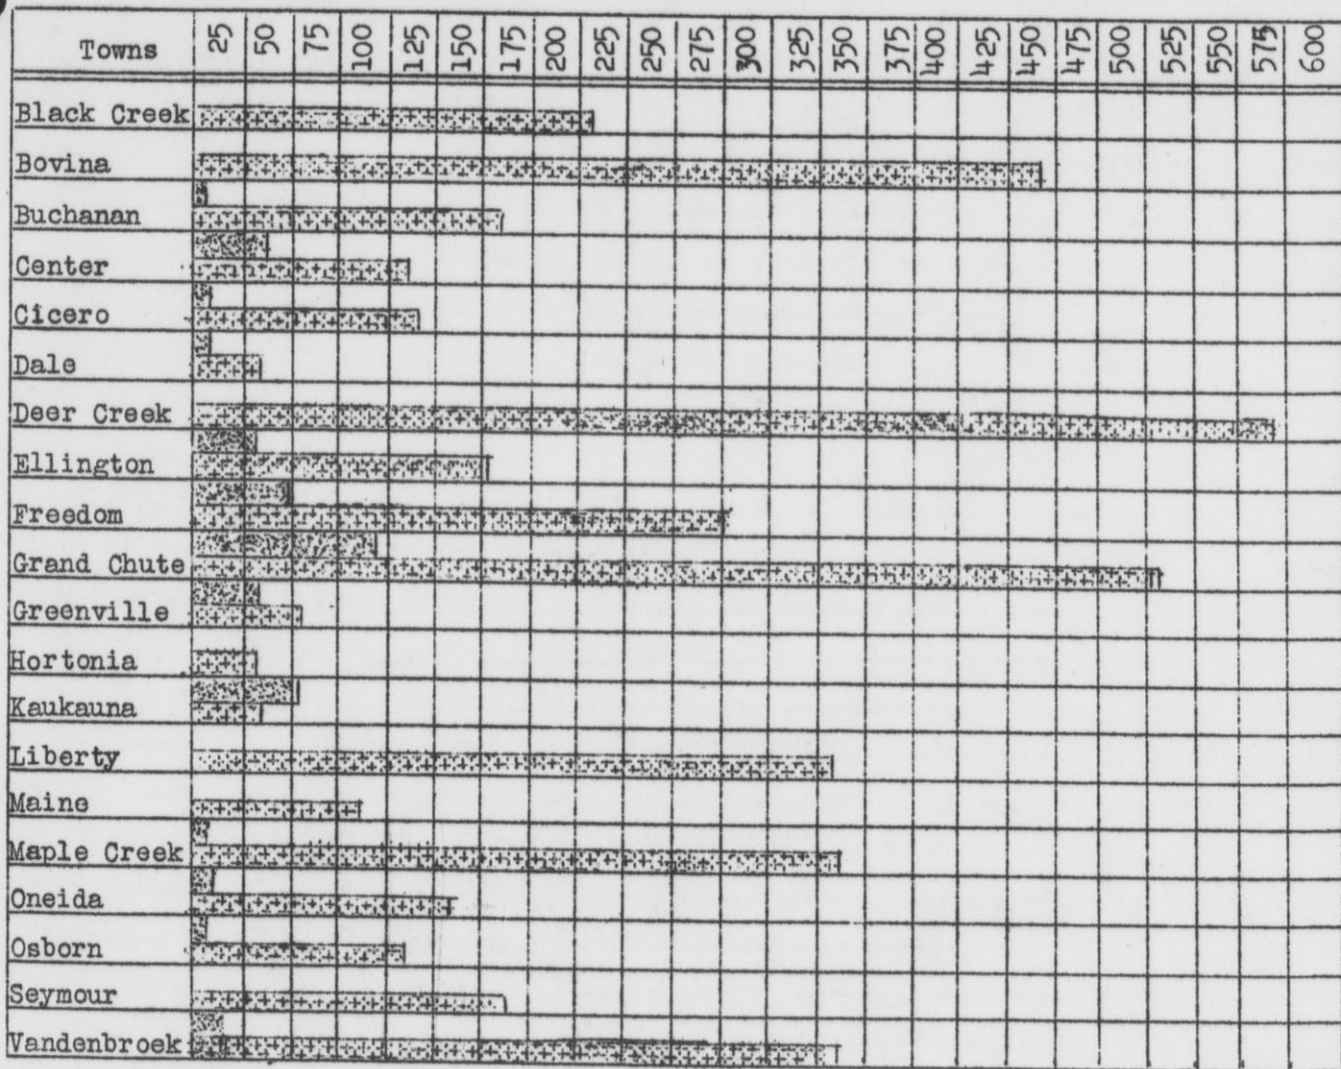 Towns 25 50 75 100 125 150 175 200 225 250 275 300 325 350 375 400 425 450 475 500 525 550 575 600
Black Creek
Bovina
Buchanan
Center
Cicero
Dale
Deer Creek
Ellington
Freedom
Grand Chute
Greenville
Hortonia
Kaukauna
Liberty
Maine
Maple Creek
Oneida
Osborn
Seymour
Vandenbroek